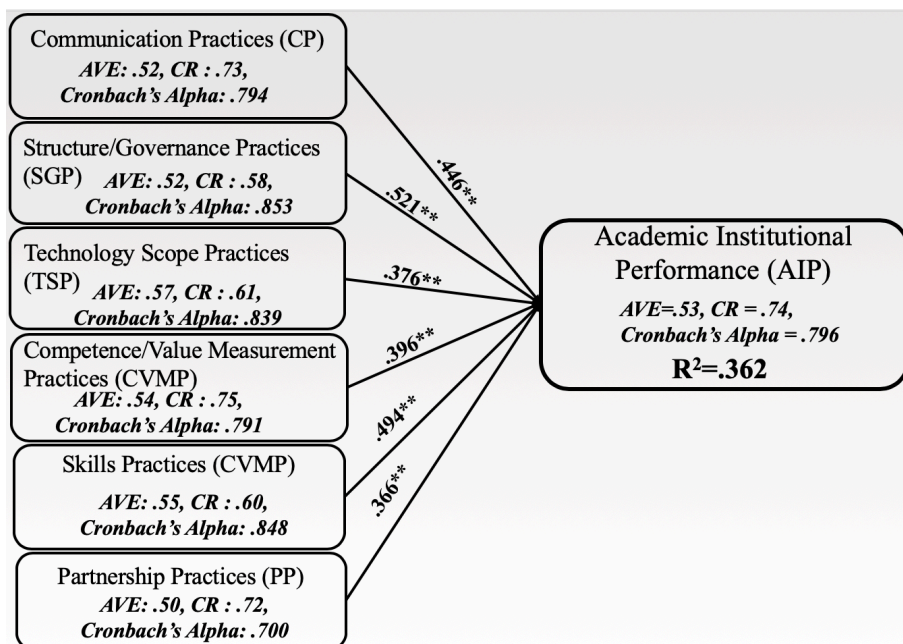 Communication Practices (CP)
AVE: .52, CR : .73,
Cronbach's Alpha: .794
Structure/Governance Practices
(SGP) AVE: .52, CR : .58,
Cronbach's Alpha: .853
Technology Scope Practices
(TSP) AVE: .57, CR : .61,
Cronbach's Alpha: .839
Competence/Value Measurement
Practices (CVMP)
AVE: .54, CR : .75,
Cronbach's Alpha: .791
Skills Practices (CVMP)
AVE: .55, CR : .60,
Cronbach's Alpha: .848
Partnership Practices (PP)
AVE: .50, CR : .72,
Cronbach's Alpha: .700
.446**
.521**
.376**
.396**
.494**
.366**
Academic Institutional
Performance (AIP)
AVE=.53, CR = .74,
Cronbach's Alpha = .796
R²=.362